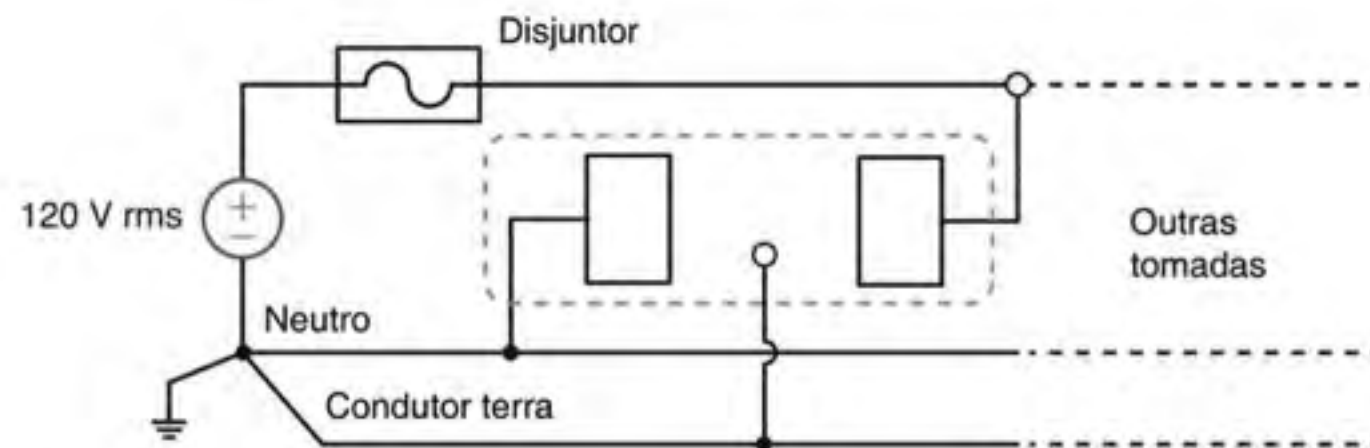 Disjuntor
120 V rms
Outras
tomadas
Neutro
Condutor terra